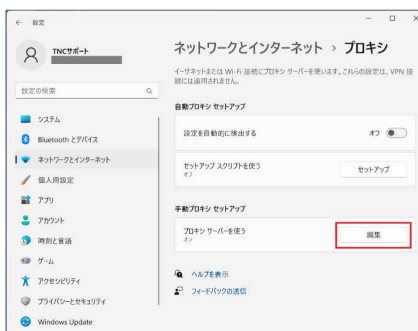 ← 設定
TNCサポート
設定の検索
システム
Bluetooth とデバイス
ネットワークとインターネット
個人用設定
アプリ
アカウント
時刻と言語
ゲーム
アクセシビリティ
プライバシーとセキュリティ
Windows Update
ネットワークとインターネット › プロキシ
イーサネットまたは Wi-Fi 接続にプロキシ サーバーを使います。これらの設定は、VPN 接
続には適用されません。
自動プロキシ セットアップ
設定を自動的に検出する
オフ
セットアップ スクリプトを使う
オフ
セットアップ
手動プロキシ セットアップ
プロキシ サーバーを使う
オン
編集
ヘルプを表示
フィードバックの送信